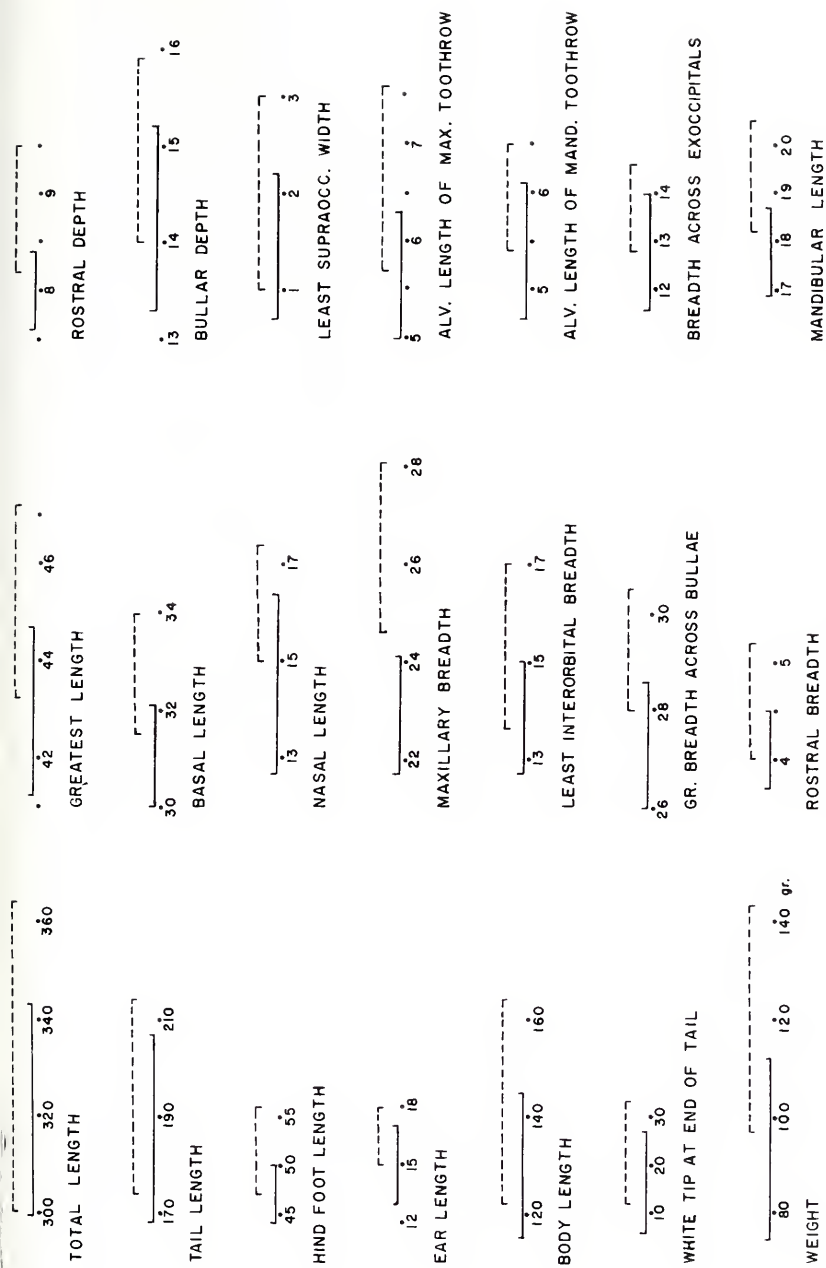 300 320 340 360
TOTAL LENGTH
170 190 210
TAIL LENGTH
45 50 55
HIND FOOT LENGTH
12 15 18
EAR LENGTH
120 140 160
BODY LENGTH
10 20 30
WHITE TIP AT END OF TAIL
80 100 120 140 gr.
WEIGHT
42 44 46
GREATEST LENGTH
30 32 34
BASAL LENGTH
13 15 17
NASAL LENGTH
22 24 26 28
MAXILLARY BREADTH
13 15 17
LEAST INTERORBITAL BREADTH
26 28 30
GR. BREADTH ACROSS BULLAE
4 5
ROSTRAL BREADTH
8 9
ROSTRAL DEPTH
13 14 15 16
BULLAR DEPTH
1 2 3
LEAST SUPRAOCC. WIDTH
5 6 7
ALV. LENGTH OF MAX. TOOTHROW
5 6
ALV. LENGTH OF MAND. TOOTHROW
12 13 14
BREADTH ACROSS EXOCCIPITALS
17 18 19 20
MANDIBULAR LENGTH